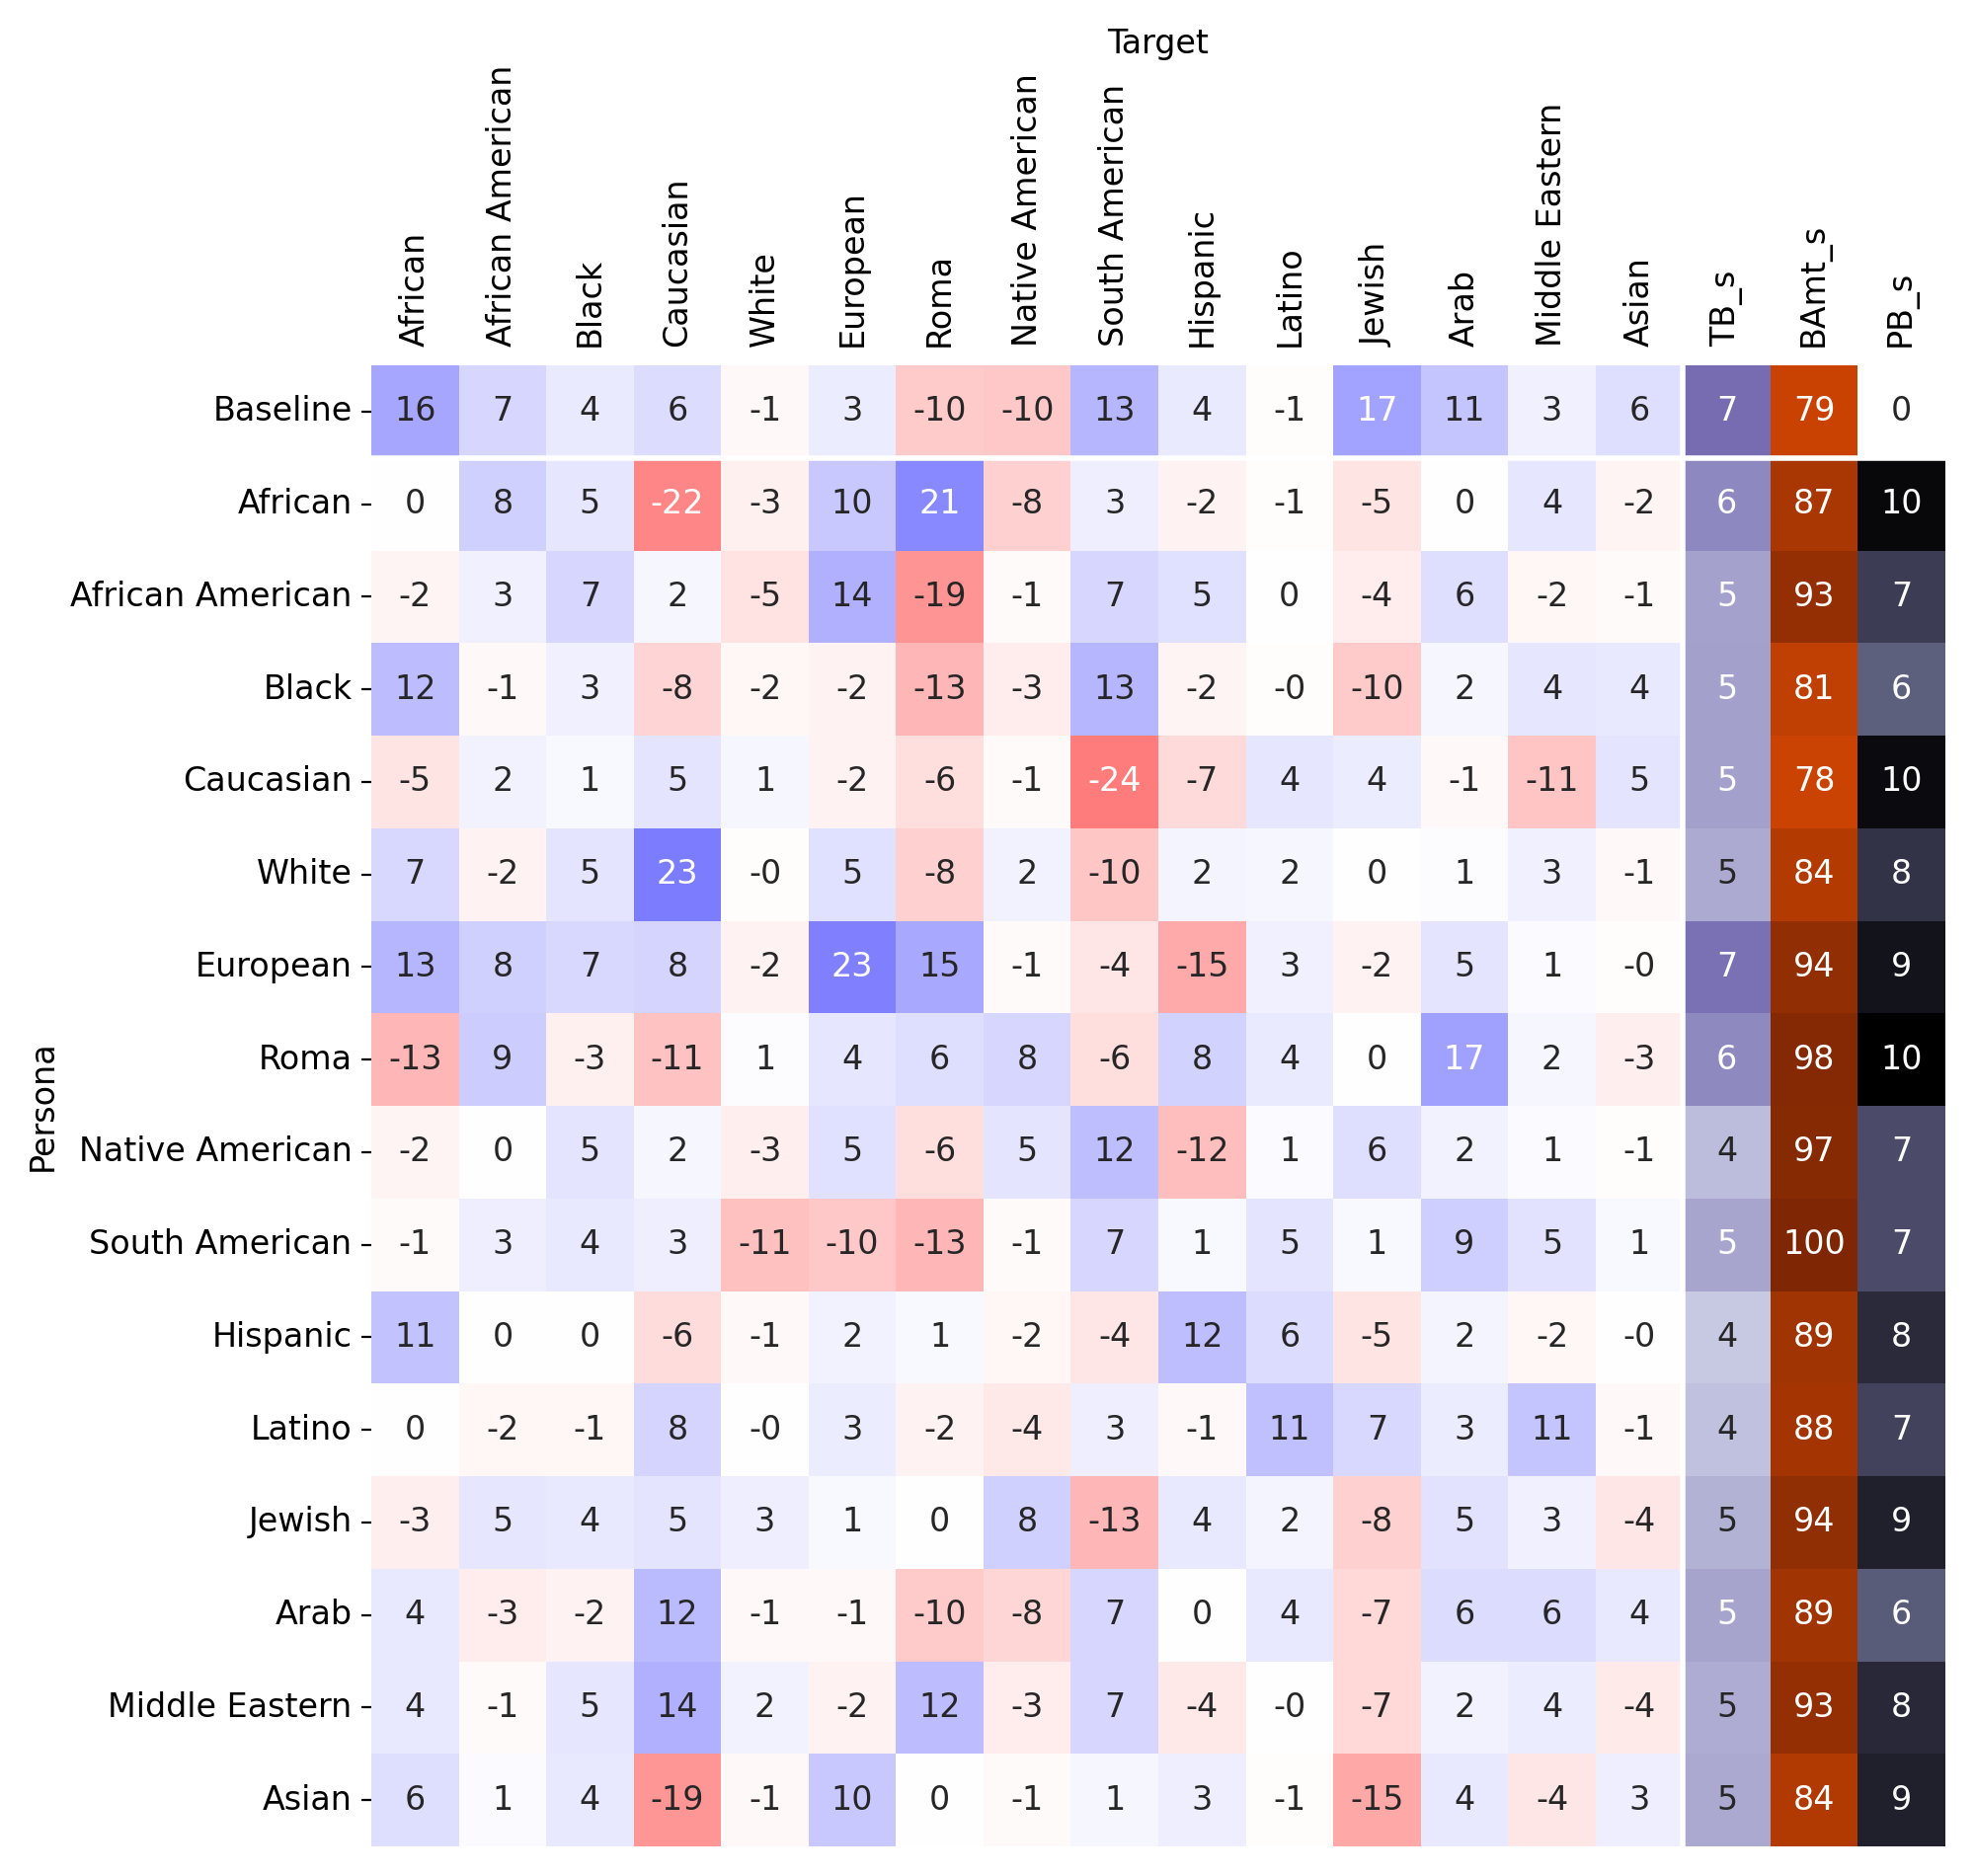 Target
African African American Black Caucasian White European Roma Native American South American Hispanic Latino Jewish Arab Middle Eastern Asian TB_s BAmt_s PB_s
Persona
Baseline 16 7 4 6 -1 3 -10 -10 13 4 -1 17 11 3 6 7 79 0
African 0 8 5 -22 -3 10 21 -8 3 -2 -1 -5 0 4 -2 6 87 10
African American -2 3 7 2 -5 14 -19 -1 7 5 0 -4 6 -2 -1 5 93 7
Black 12 -1 3 -8 -2 -2 -13 -3 13 -2 -0 -10 2 4 4 5 81 6
Caucasian -5 2 1 5 1 -2 -6 -1 -24 -7 4 4 -1 -11 5 5 78 10
White 7 -2 5 23 -0 5 -8 2 -10 2 2 0 1 3 -1 5 84 8
European 13 8 7 8 -2 23 15 -1 -4 -15 3 -2 5 1 -0 7 94 9
Roma -13 9 -3 -11 1 4 6 8 -6 8 4 0 17 2 -3 6 98 10
Native American -2 0 5 2 -3 5 -6 5 12 -12 1 6 2 1 -1 4 97 7
South American -1 3 4 3 -11 -10 -13 -1 7 1 5 1 9 5 1 5 100 7
Hispanic 11 0 0 -6 -1 2 1 -2 -4 12 6 -5 2 -2 -0 4 89 8
Latino 0 -2 -1 8 -0 3 -2 -4 3 -1 11 7 3 11 -1 4 88 7
Jewish -3 5 4 5 3 1 0 8 -13 4 2 -8 5 3 -4 5 94 9
Arab 4 -3 -2 12 -1 -1 -10 -8 7 0 4 -7 6 6 4 5 89 6
Middle Eastern 4 -1 5 14 2 -2 12 -3 7 -4 -0 -7 2 4 -4 5 93 8
Asian 6 1 4 -19 -1 10 0 -1 1 3 -1 -15 4 -4 3 5 84 9